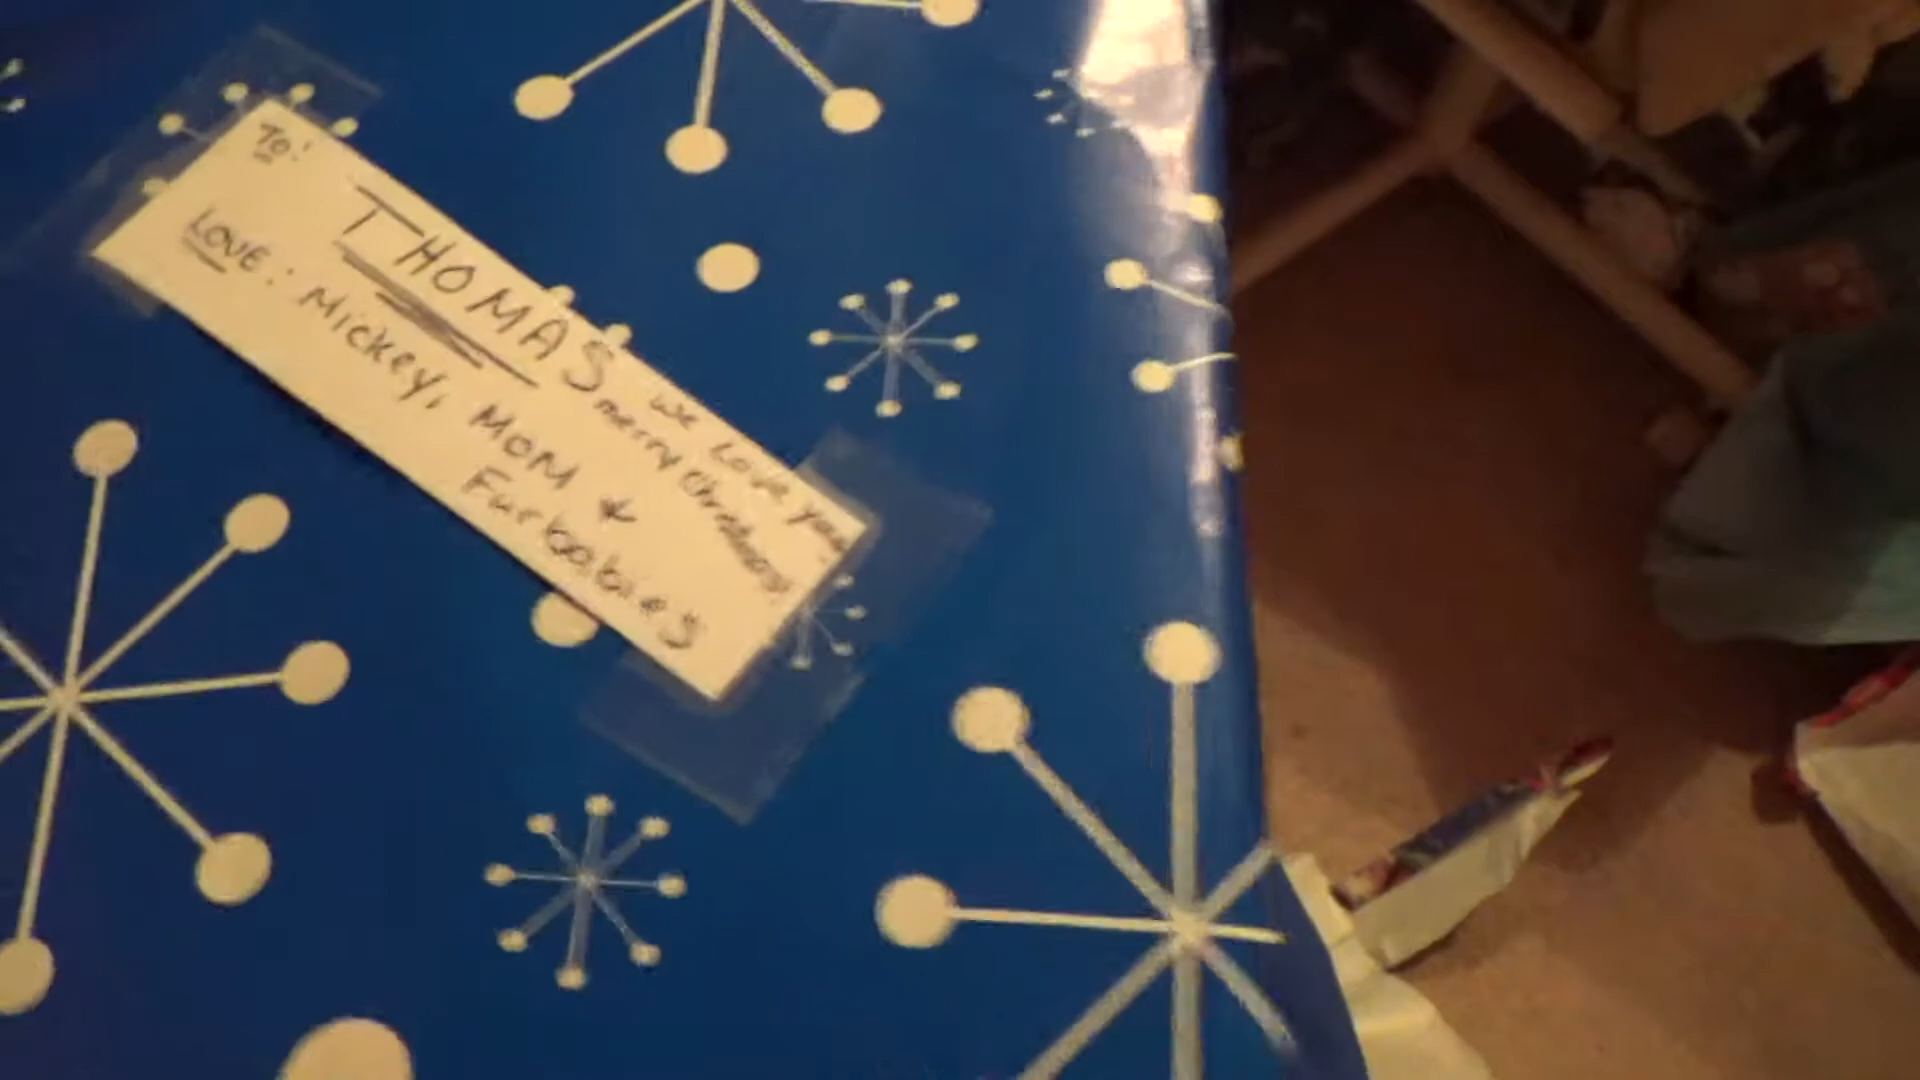 To:
THOMAS
LOVE: Mickey, MOM &
Furbabies
we Love you
merry Christmas